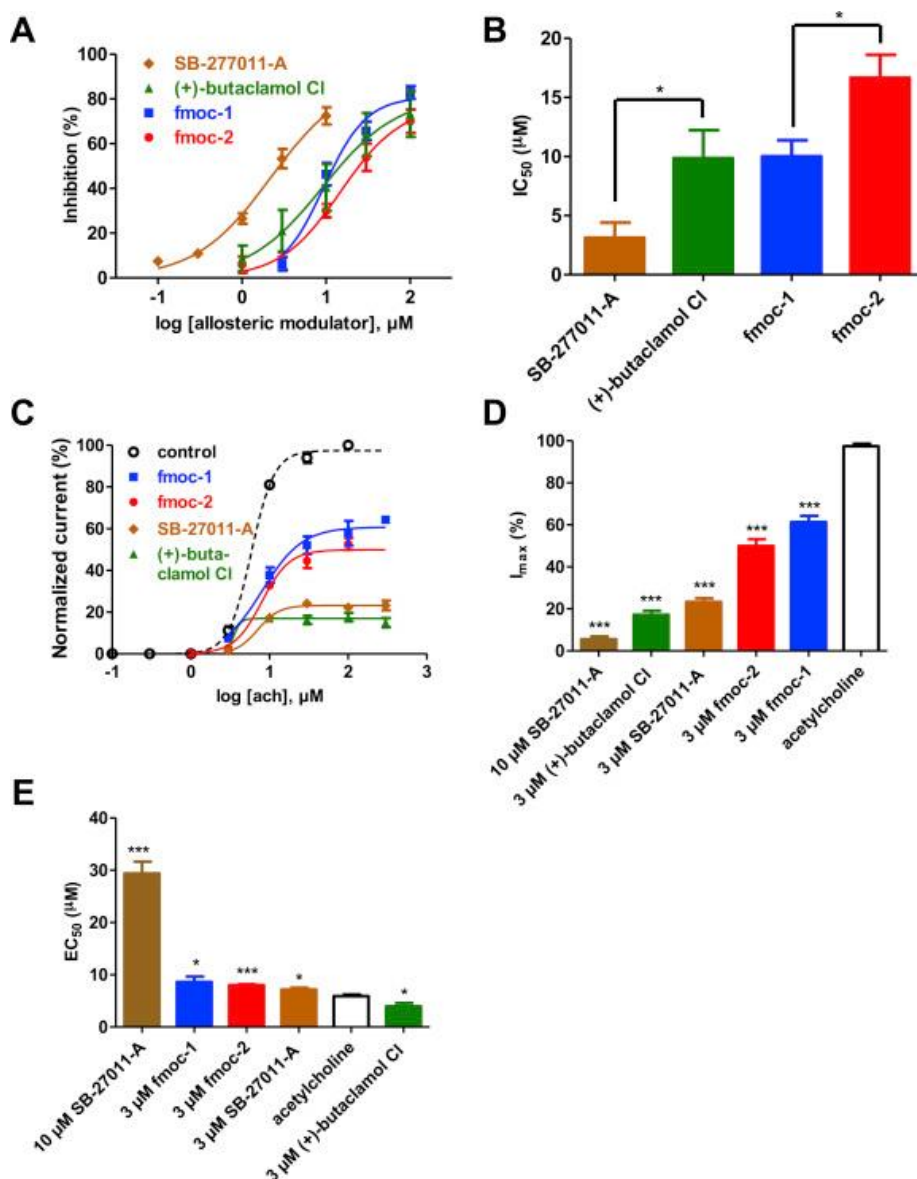 A
Inhibition (%)
100
80
60
40
20
0
-1
0
1
2
log [allosteric modulator], µM
SB-277011-A
(+)-butaclamol Cl
fmoc-1
fmoc-2
B
IC50 (µM)
20
15
10
5
0
*
*
SB-277011-A
(+)-butaclamol Cl
fmoc-1
fmoc-2
C
Normalized current (%)
100
80
60
40
20
0
-1
0
1
2
3
log [ach], µM
control
fmoc-1
fmoc-2
SB-27011-A
(+)-buta-
clamol Cl
D
Imax (%)
100
80
60
40
20
0
***
***
***
***
***
10 µM SB-27011-A
3 µM (+)-butaclamol Cl
3 µM SB-27011-A
3 µM fmoc-2
3 µM fmoc-1
acetylcholine
E
EC50 (µM)
40
30
20
10
0
***
*
***
*
*
10 µM SB-27011-A
3 µM fmoc-1
3 µM fmoc-2
3 µM SB-27011-A
acetylcholine
3 µM (+)-butaclamol Cl